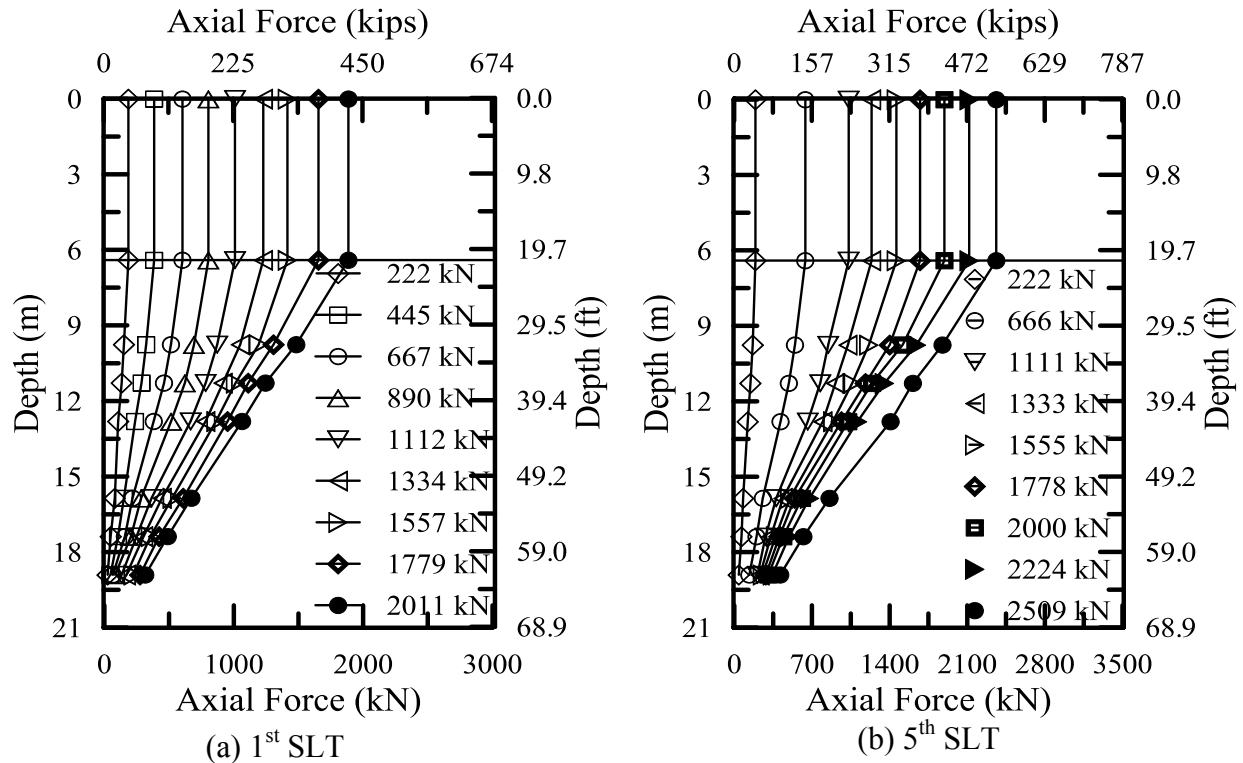 Axial Force (kips)
0 225 450 674
0 3 6 9 12 15 18 21
Depth (m)
0.0 9.8 19.7 29.5 39.4 49.2 59.0 68.9
Depth (ft)
222 kN
445 kN
667 kN
890 kN
1112 kN
1334 kN
1557 kN
1779 kN
2011 kN
0 1000 2000 3000
Axial Force (kN)
(a) 1st SLT
Axial Force (kips)
0 157 315 472 629 787
0 3 6 9 12 15 18 21
Depth (m)
0.0 9.8 19.7 29.5 39.4 49.2 59.0 68.9
Depth (ft)
222 kN
666 kN
1111 kN
1333 kN
1555 kN
1778 kN
2000 kN
2224 kN
2509 kN
0 700 1400 2100 2800 3500
Axial Force (kN)
(b) 5th SLT